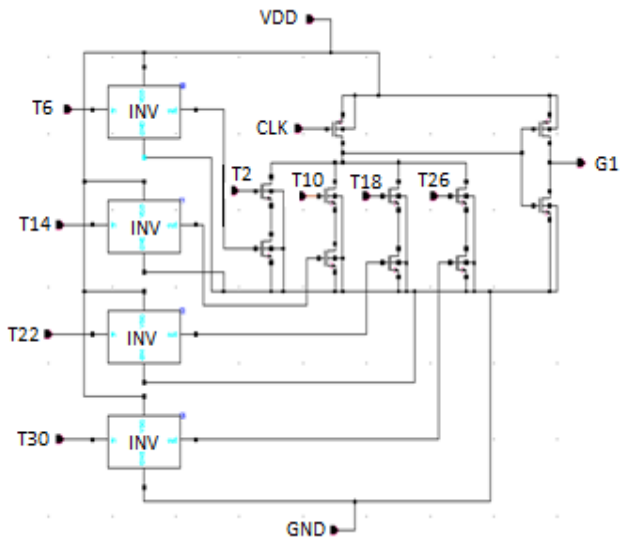 VDD
T6
INV
CLK
T2
T10
T18
T26
G1
T14
INV
T22
INV
T30
INV
GND